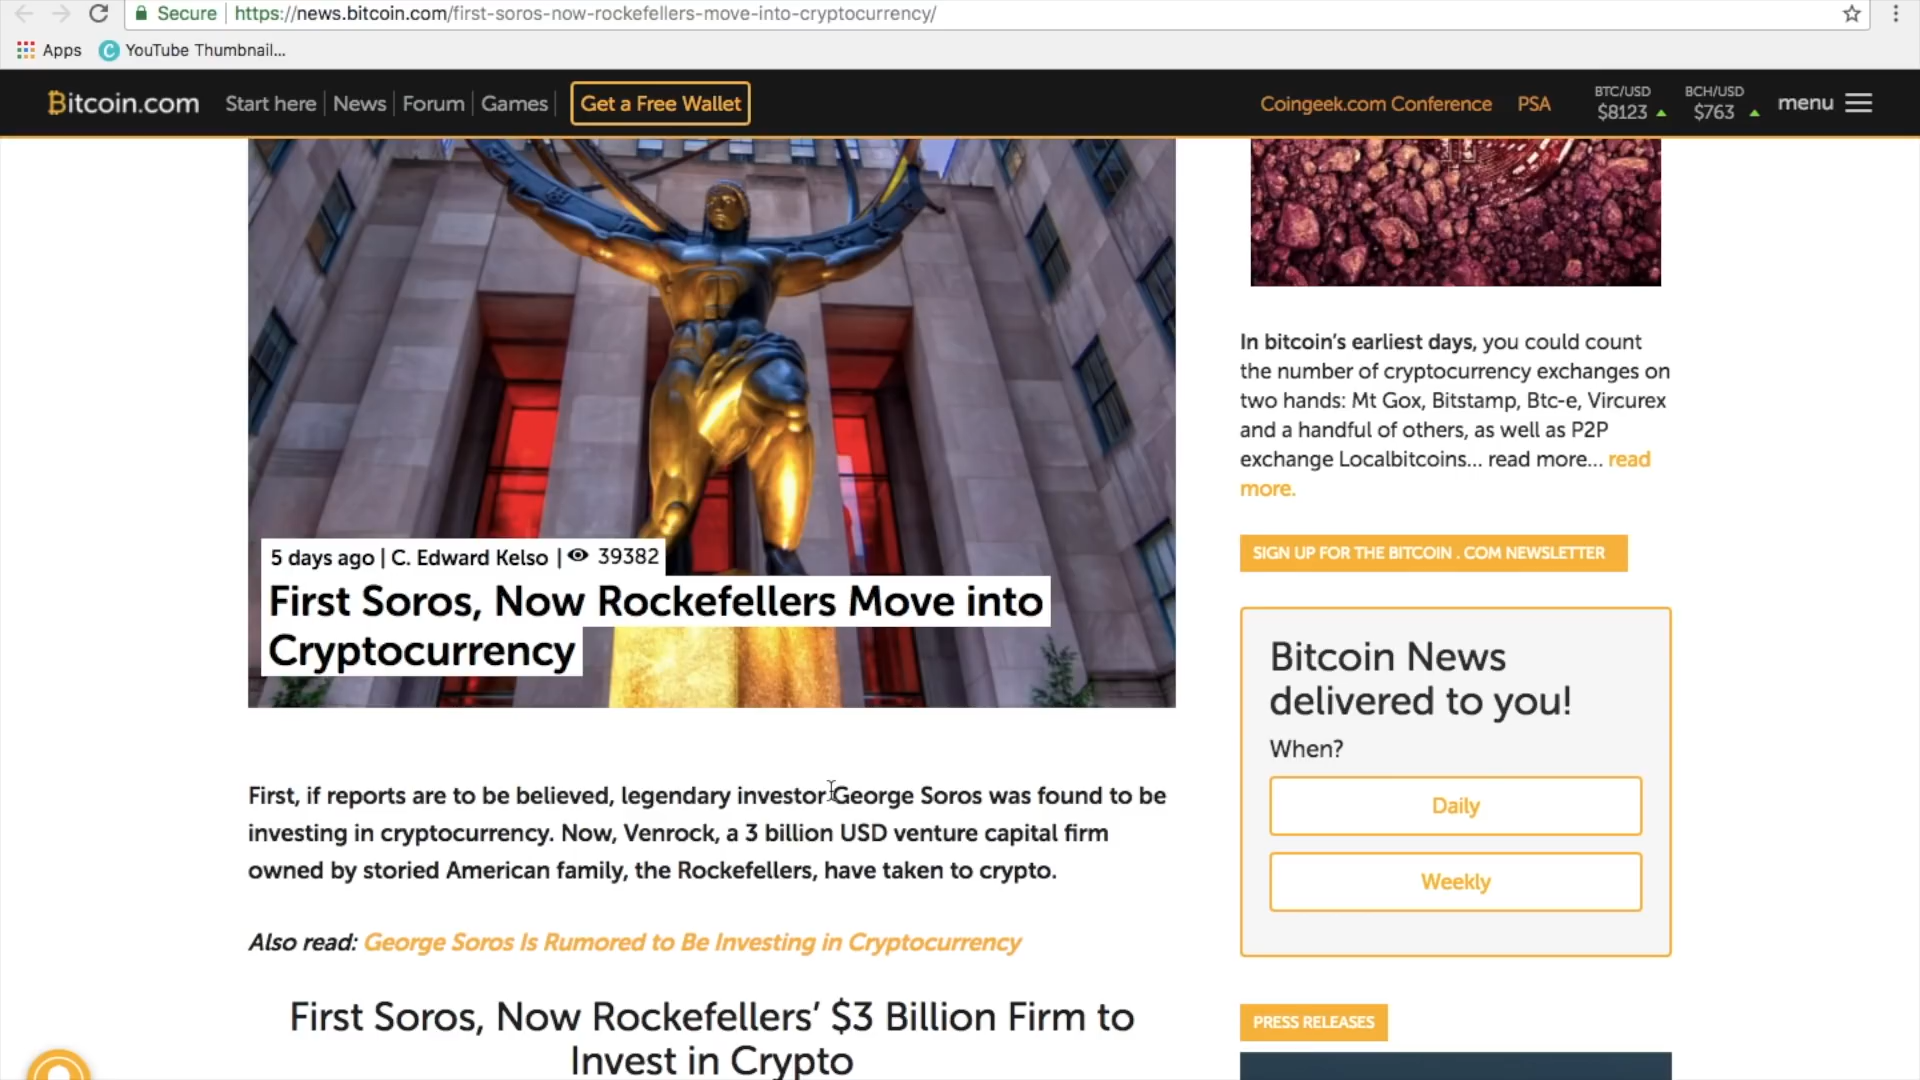 Secure
https://news.bitcoin.com/first-soros-now-rockefellers-move-into-cryptocurrency/
Apps
YouTube Thumbnail...
Bitcoin.com
Start here
News
Forum
Games
Get a Free Wallet
Coingeek.com Conference
PSA
BTC/USD
$8123
BCH/USD
$763
menu
5 days ago | C. Edward Kelso | 39382
First Soros, Now Rockefellers Move into
Cryptocurrency
First, if reports are to be believed, legendary investor George Soros was found to be
investing in cryptocurrency. Now, Venrock, a 3 billion USD venture capital firm
owned by storied American family, the Rockefellers, have taken to crypto.
Also read: George Soros Is Rumored to Be Investing in Cryptocurrency
First Soros, Now Rockefellers’ $3 Billion Firm to
Invest in Crypto
In bitcoin’s earliest days, you could count
the number of cryptocurrency exchanges on
two hands: Mt Gox, Bitstamp, Btc-e, Vircurex
and a handful of others, as well as P2P
exchange Localbitcoins... read more... read
more.
SIGN UP FOR THE BITCOIN . COM NEWSLETTER
Bitcoin News
delivered to you!
When?
Daily
Weekly
PRESS RELEASES